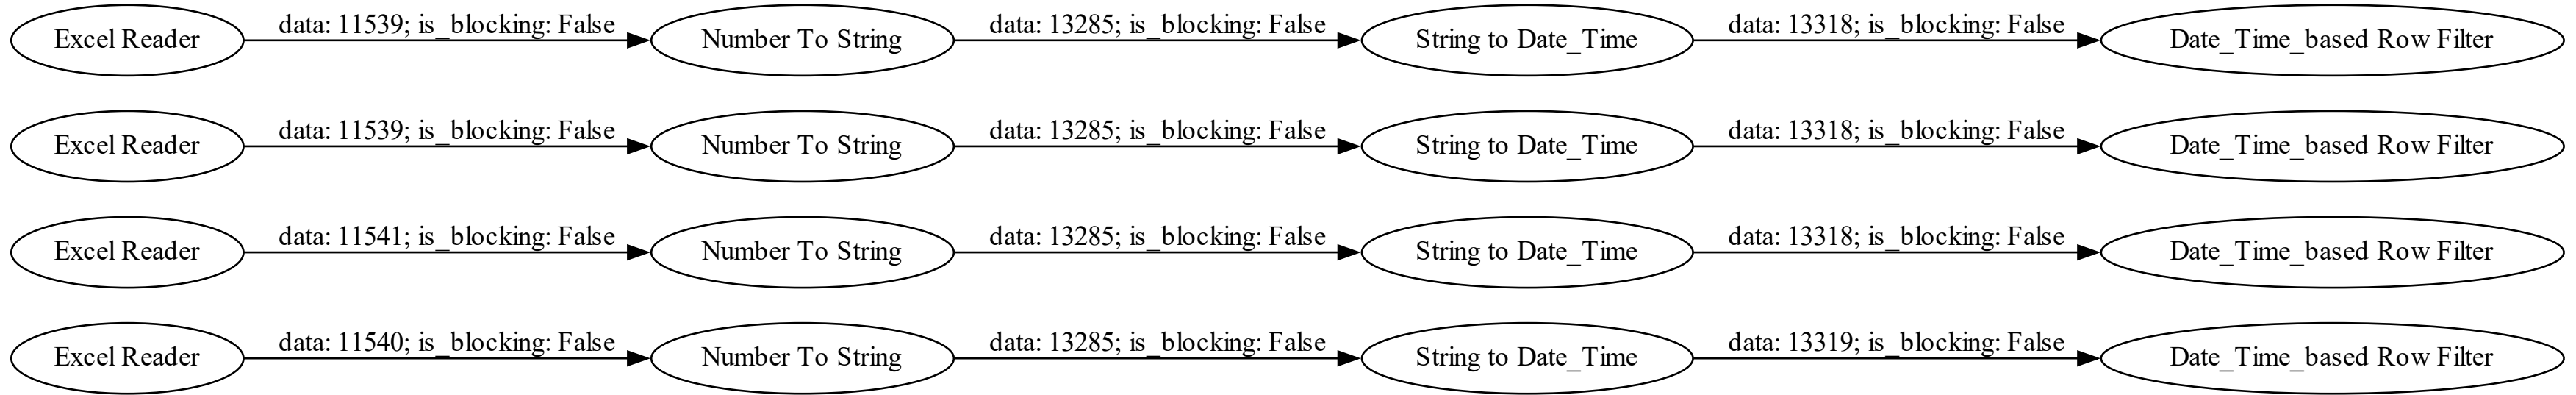 Excel Reader data: 11539; is_blocking: False Number To String data: 13285; is_blocking: False String to Date_Time data: 13318; is_blocking: False Date_Time_based Row Filter
Excel Reader data: 11539; is_blocking: False Number To String data: 13285; is_blocking: False String to Date_Time data: 13318; is_blocking: False Date_Time_based Row Filter
Excel Reader data: 11541; is_blocking: False Number To String data: 13285; is_blocking: False String to Date_Time data: 13318; is_blocking: False Date_Time_based Row Filter
Excel Reader data: 11540; is_blocking: False Number To String data: 13285; is_blocking: False String to Date_Time data: 13319; is_blocking: False Date_Time_based Row Filter